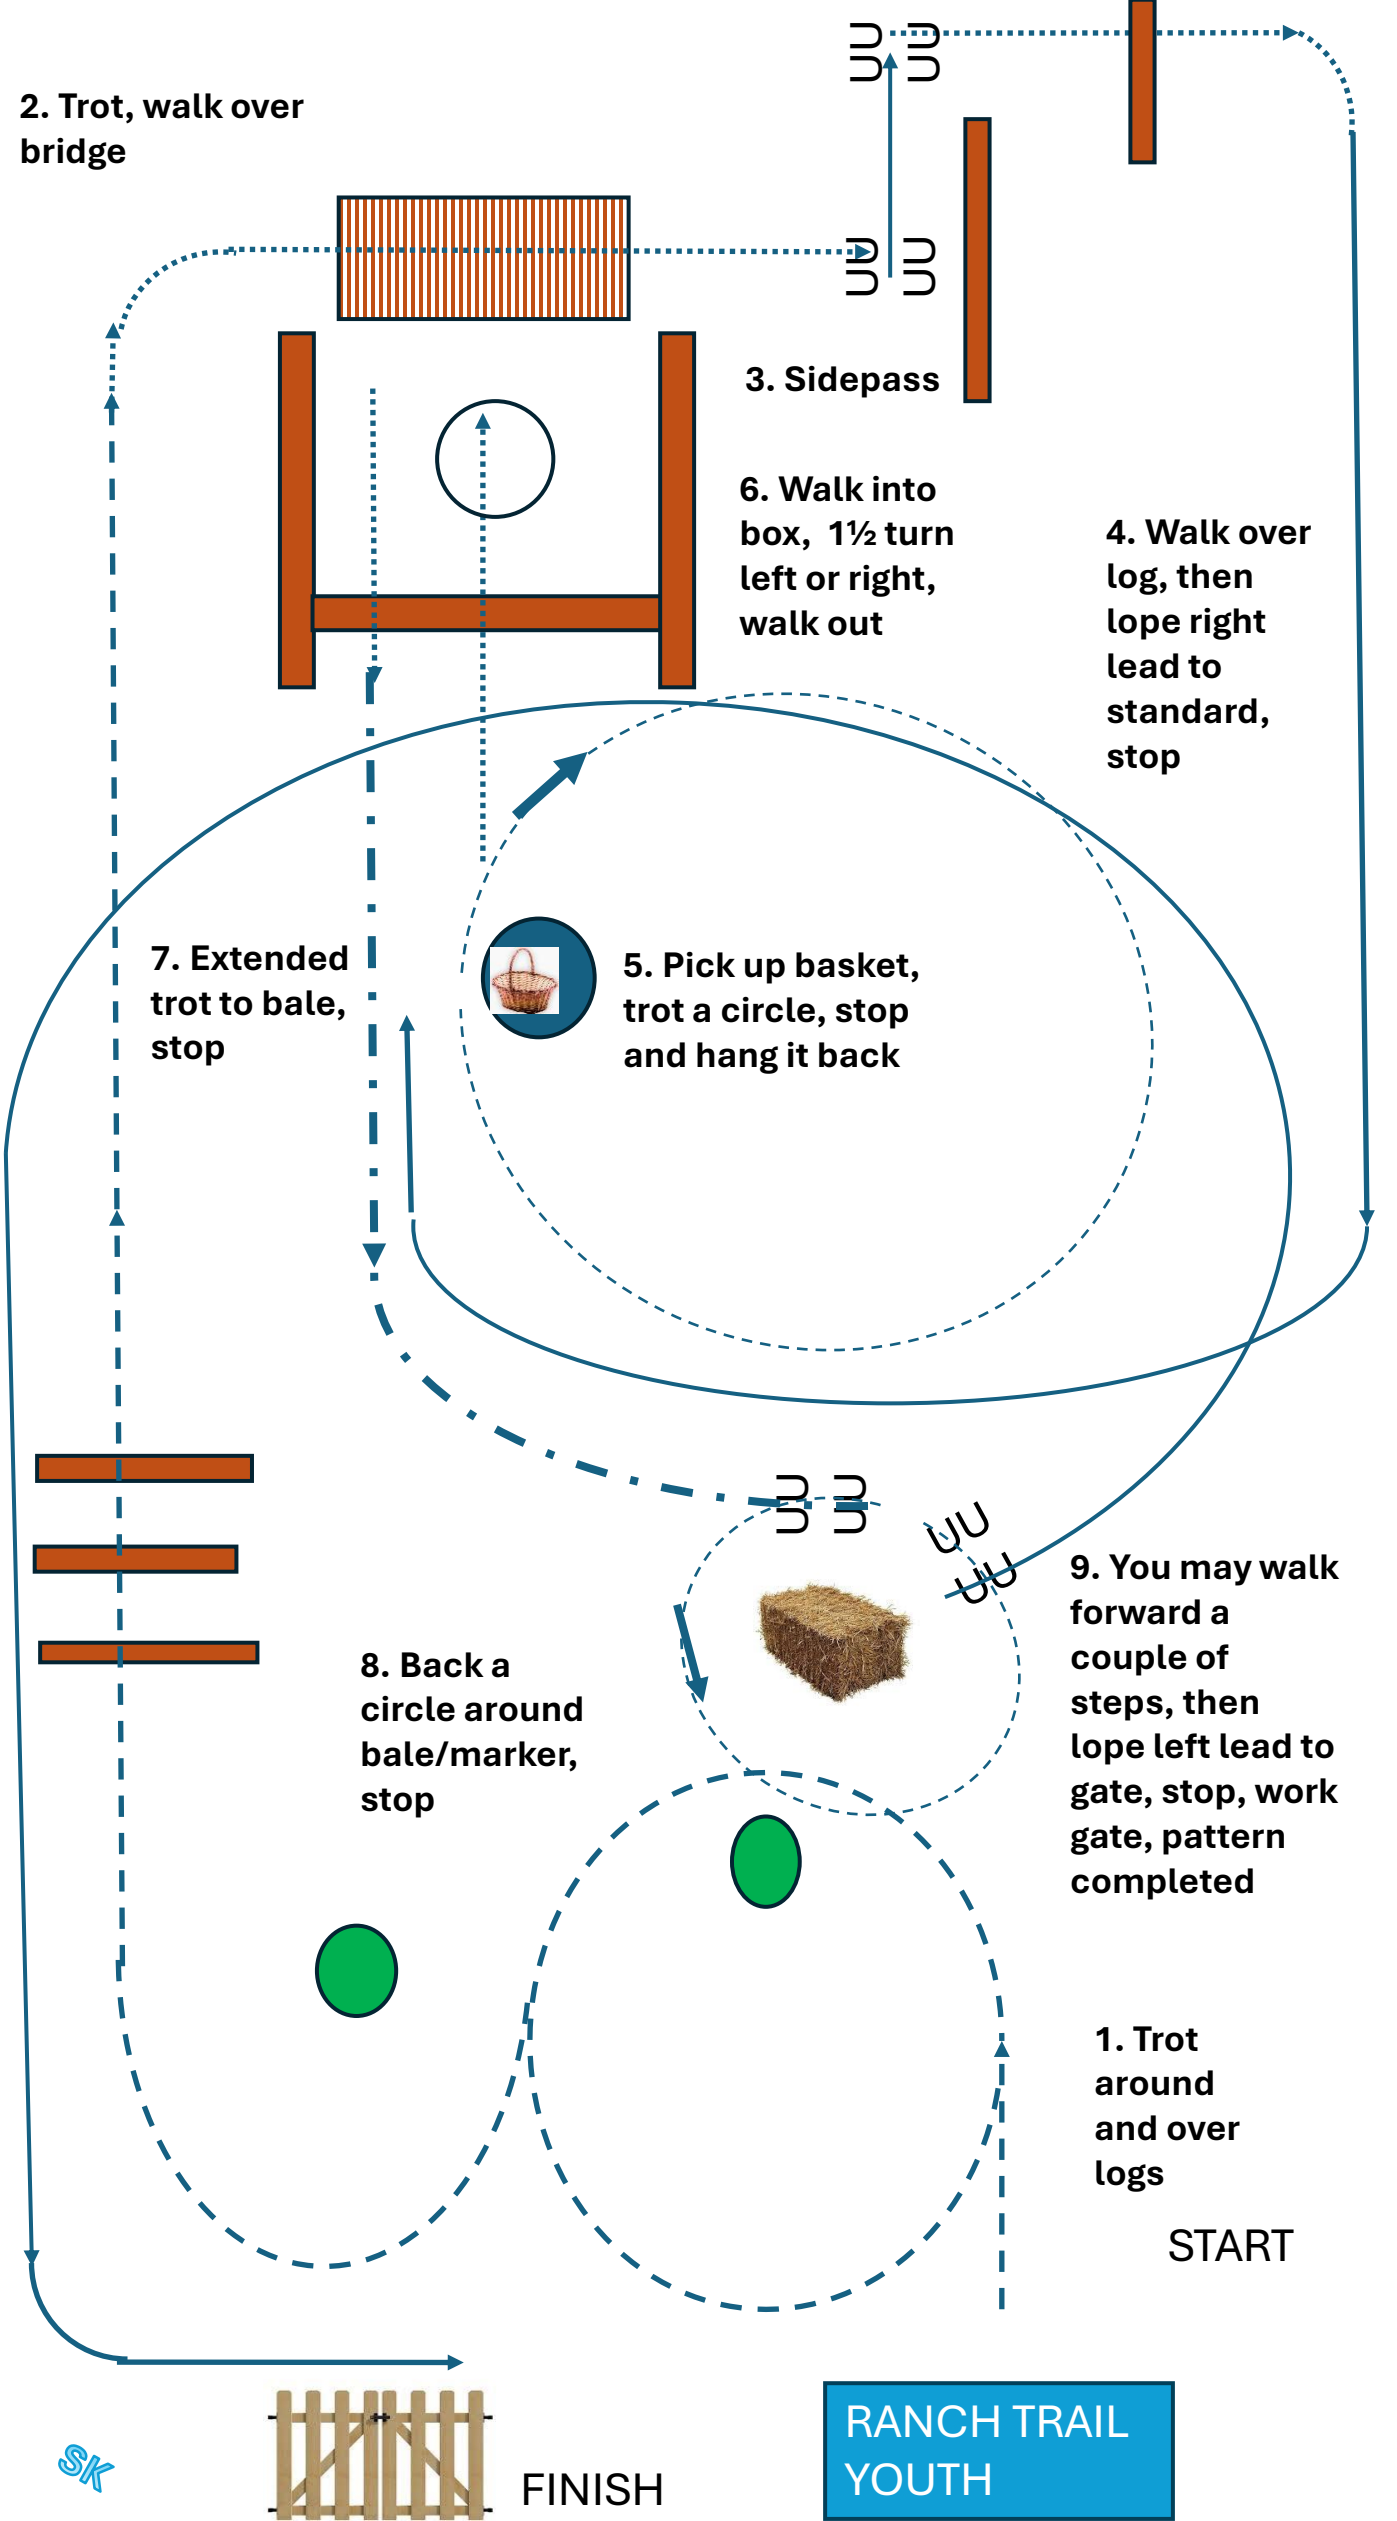 2. Trot, walk over
bridge
3. Sidepass
6. Walk into
box,  1½ turn
left or right,
walk out
4. Walk over
log, then
lope right
lead to
standard,
stop
7. Extended
trot to bale,
stop
5. Pick up basket,
trot a circle, stop
and hang it back
8. Back a
circle around
bale/marker,
stop
9. You may walk
forward a
couple of
steps, then
lope left lead to
gate, stop, work
gate, pattern
completed
1. Trot
around
and over
logs
START
RANCH TRAIL
YOUTH
SK
FINISH